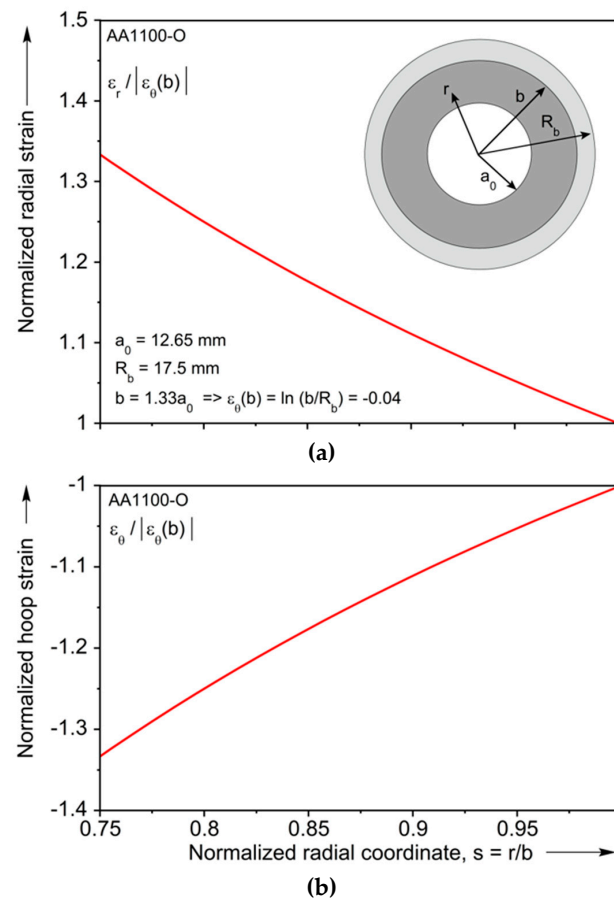 1.5
AA1100-O
εr / |εθ(b)|
1.4
1.3
1.2
1.1
1
Normalized radial strain
r
b
Rb
a0
a0 = 12.65 mm
Rb = 17.5 mm
b = 1.33a0 => εθ(b) = ln (b/Rb) = -0.04
(a)
-1
AA1100-O
εθ / |εθ(b)|
-1.1
-1.2
-1.3
-1.4
Normalized hoop strain
0.75 0.8 0.85 0.9 0.95
Normalized radial coordinate, s = r/b
(b)